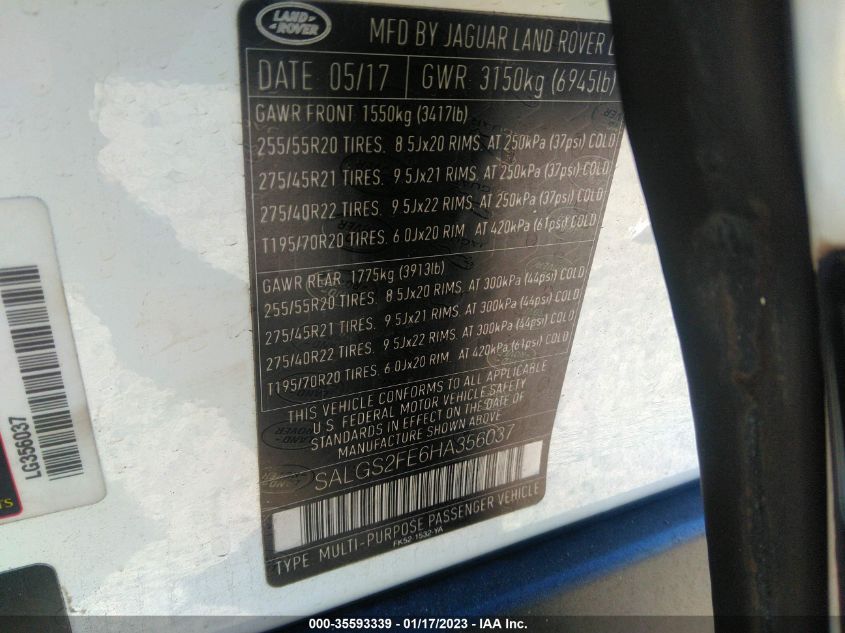 LAND
ROVER
MFD BY JAGUAR LAND ROVER
DATE 05/17 GWR 3150kg (6945lb)
GAWR FRONT 1550kg (3417lb)
255/55R20 TIRES. 8 5Jx20 RIMS. AT 250kPa (37psi) COLD
275/45R21 TIRES. 9 5Jx21 RIMS. AT 250kPa (37psi) COLD
275/40R22 TIRES. 9 5Jx22 RIMS. AT 250kPa (37psi) COLD
T195/70R20 TIRES. 6.0Jx20 RIM. AT 420kPa (61psi) COLD
GAWR REAR 1775kg (3913lb)
255/55R20 TIRES. 8 5Jx20 RIMS. AT 300kPa (44psi) COLD
275/45R21 TIRES. 9 5Jx21 RIMS. AT 300kPa (44psi) COLD
275/40R22 TIRES. 9 5Jx22 RIMS. AT 300kPa (44psi) COLD
T195/70R20 TIRES. 6.0Jx20 RIM. AT 420kPa (61psi) COLD
THIS VEHICLE CONFORMS TO ALL APPLICABLE
U.S. FEDERAL MOTOR VEHICLE SAFETY
STANDARDS IN EFFECT ON THE DATE OF
MANUFACTURE SHOWN ABOVE
SALGS2FE6HA356037
TYPE MULTI-PURPOSE PASSENGER VEHICLE
FK52-1532-YA
LG356037
000-35593339 - 01/17/2023 - IAA Inc.